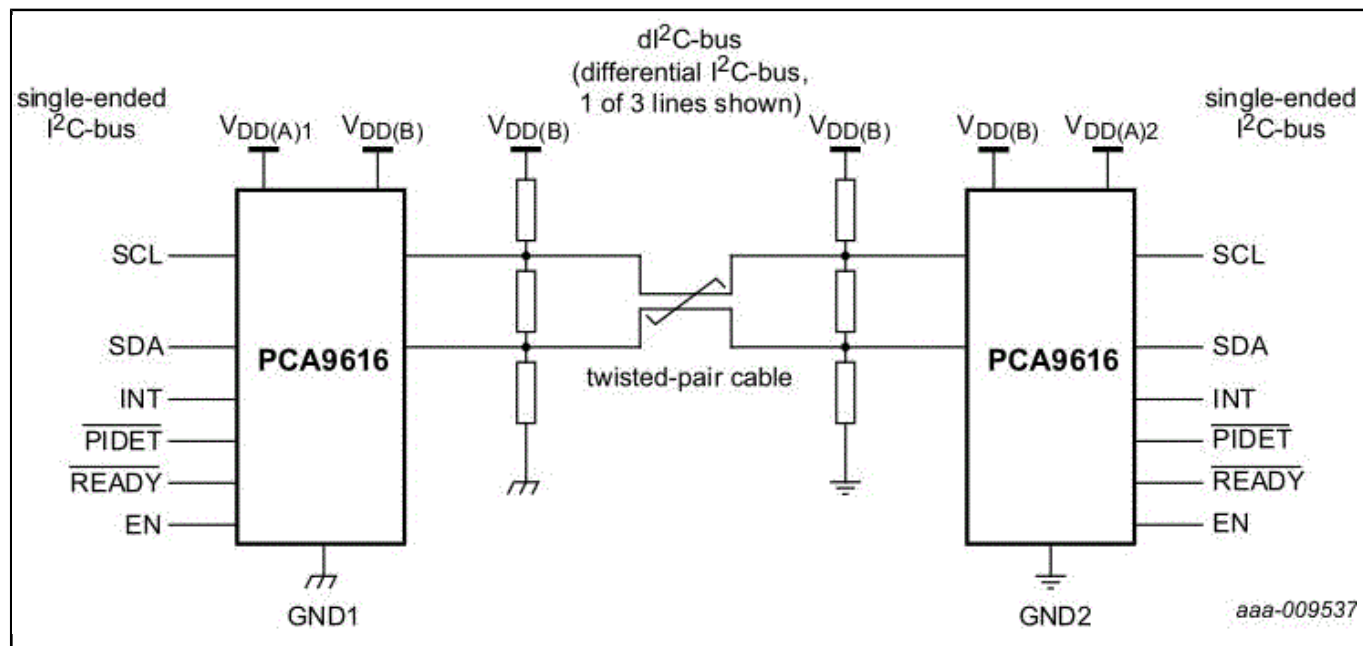 dI²C-bus
(differential I²C-bus,
1 of 3 lines shown)
single-ended
I²C-bus
single-ended
I²C-bus
VDD(A)1
VDD(B)
VDD(B)
VDD(B)
VDD(B)
VDD(A)2
SCL
SCL
SDA
PCA9616
PCA9616
SDA
twisted-pair cable
INT
INT
PIDET
PIDET
READY
READY
EN
EN
GND1
GND2
aaa-009537